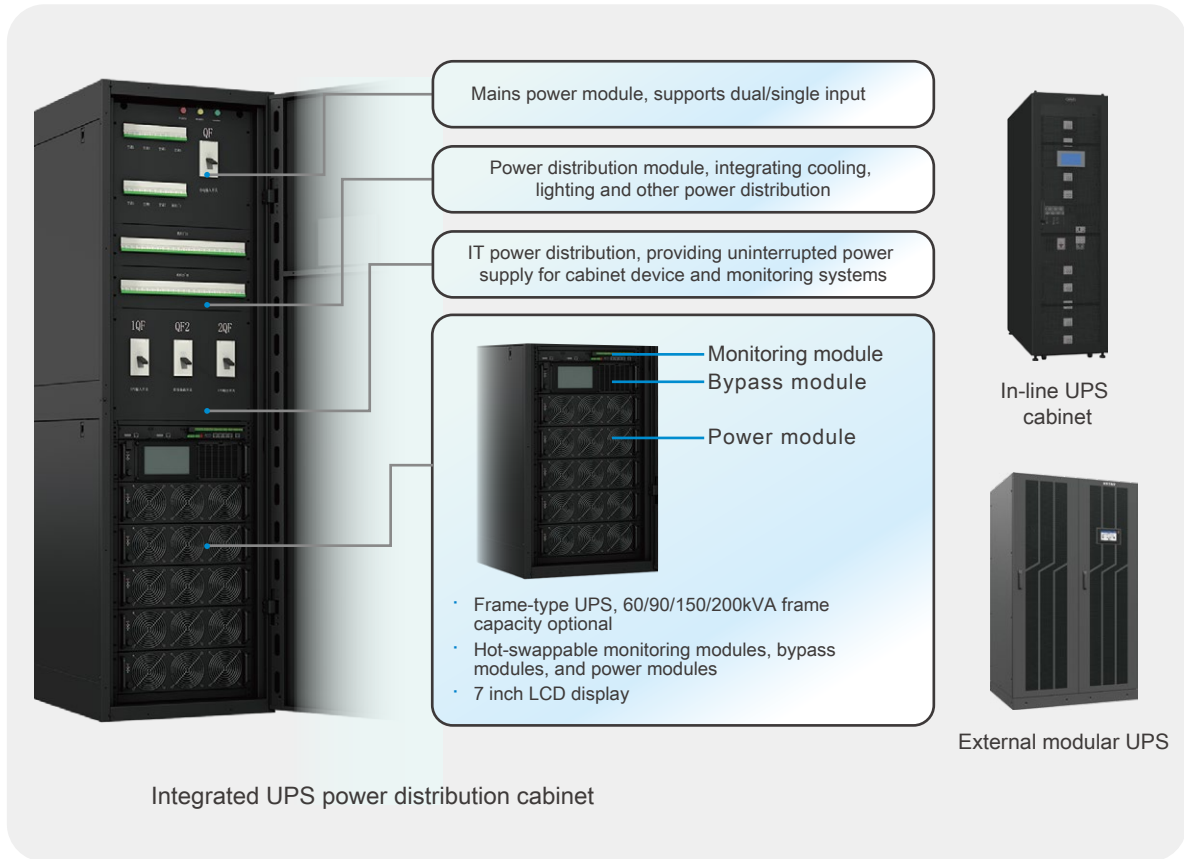 Mains power module, supports dual/single input
QF
Power distribution module, integrating cooling,
lighting and other power distribution
IT power distribution, providing uninterrupted power
supply for cabinet device and monitoring systems
1QF QF2 2QF
Monitoring module
Bypass module
Power module
· Frame-type UPS, 60/90/150/200kVA frame
capacity optional
· Hot-swappable monitoring modules, bypass
modules, and power modules
· 7 inch LCD display
In-line UPS
cabinet
External modular UPS
Integrated UPS power distribution cabinet